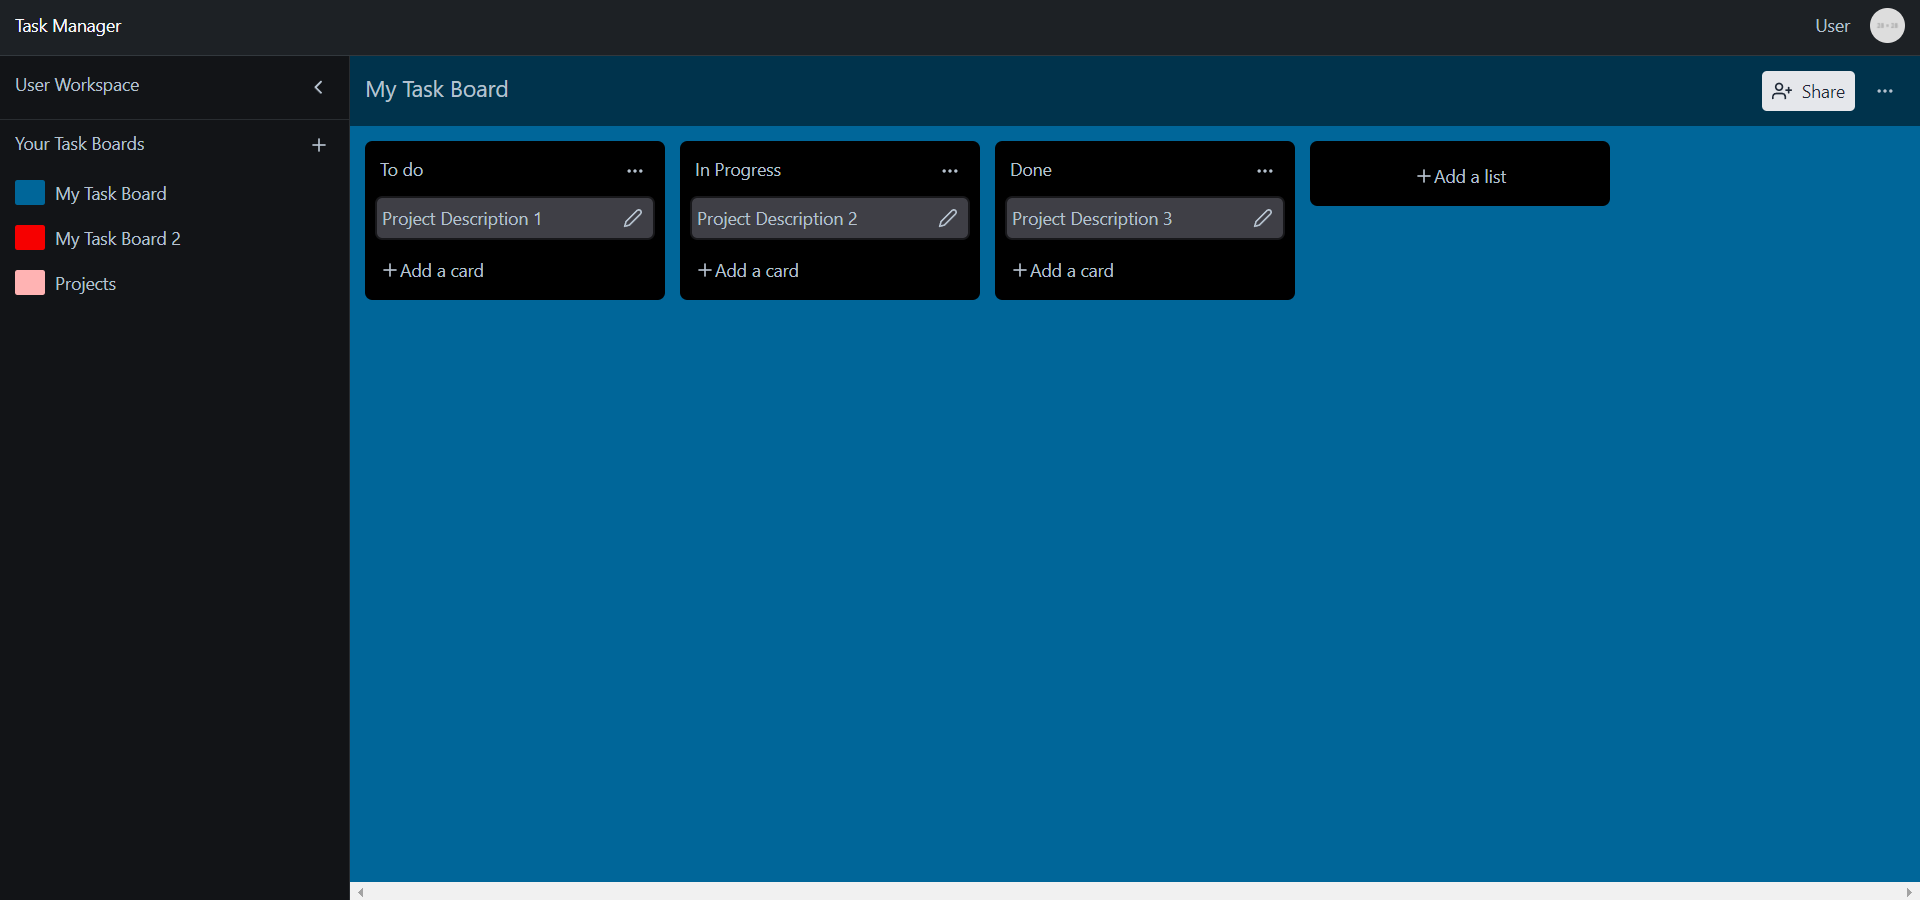 Task Manager
User
User Workspace
Your Task Boards
My Task Board
My Task Board 2
Projects
My Task Board
Share
To do
Project Description 1
Add a card
In Progress
Project Description 2
Add a card
Done
Project Description 3
Add a card
Add a list